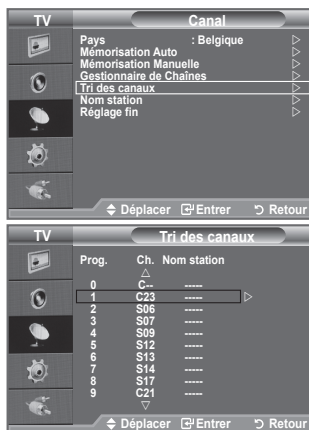 TV Canal
Pays : Belgique ▷
Mémorisation Auto ▷
Mémorisation Manuelle ▷
Gestionnaire de Chaînes ▷
Tri des canaux ▷
Nom station ▷
Réglage fin ▷
Déplacer Entrer Retour
TV Tri des canaux
Prog. Ch. Nom station
△
0 C-- -----
1 C23 ----- ▷
2 S06 -----
3 S07 -----
4 S09 -----
5 S12 -----
6 S13 -----
7 S14 -----
8 S17 -----
9 C21 -----
▽
Déplacer Entrer Retour